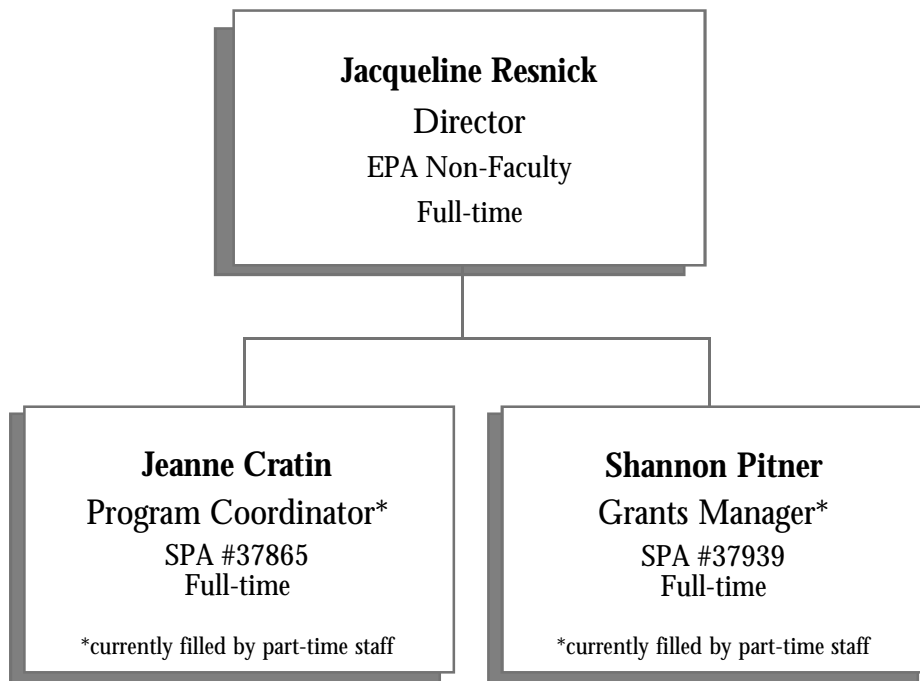 Jacqueline Resnick
Director
EPA Non-Faculty
Full-time
Jeanne Cratin
Program Coordinator*
SPA #37865
Full-time
*currently filled by part-time staff
Shannon Pitner
Grants Manager*
SPA #37939
Full-time
*currently filled by part-time staff